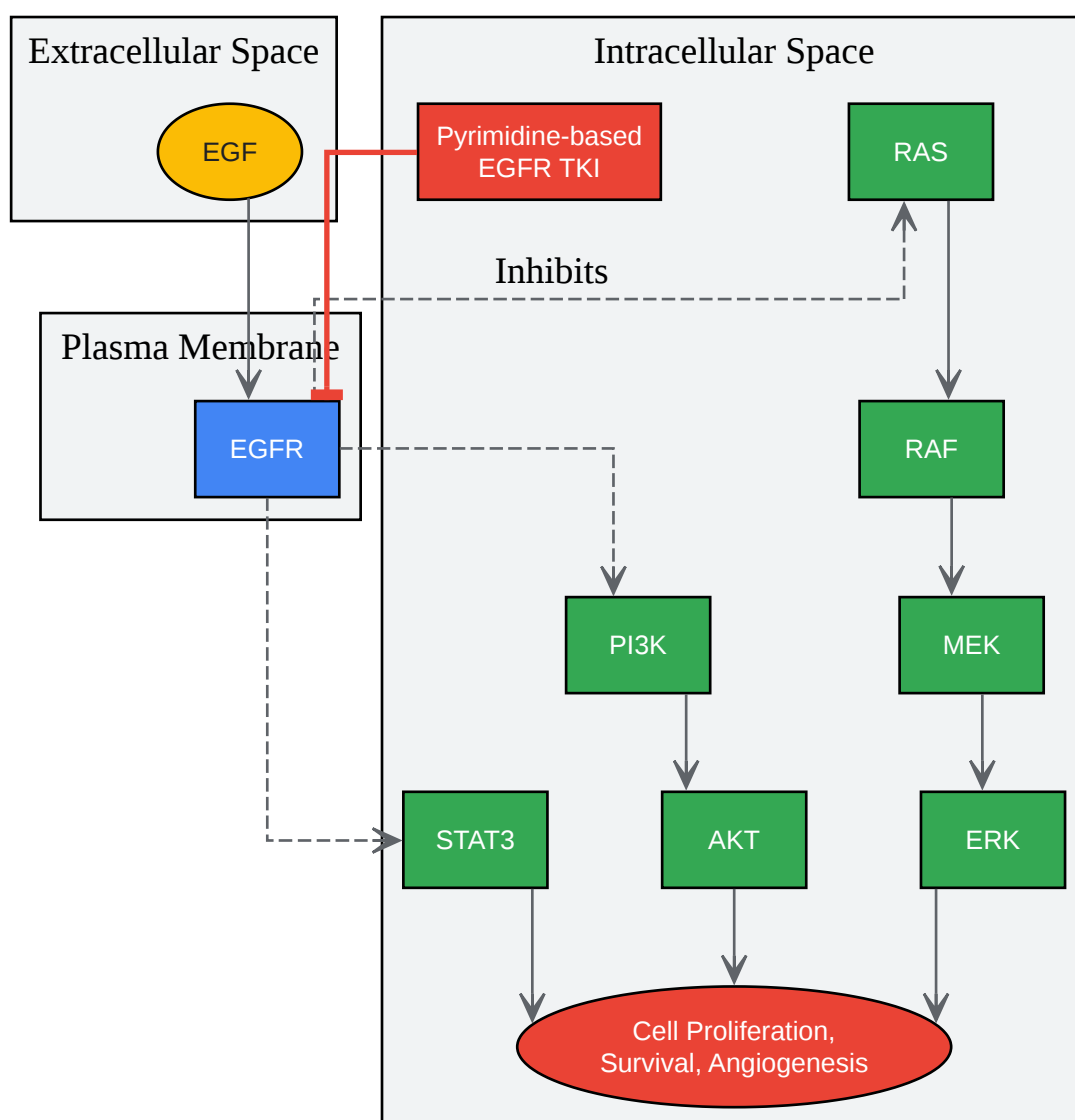 Extracellular Space
Intracellular Space
EGF
Pyrimidine-based
EGFR TKI
RAS
Inhibits
Plasma Membrane
EGFR
RAF
PI3K
MEK
STAT3
AKT
ERK
Cell Proliferation,
Survival, Angiogenesis